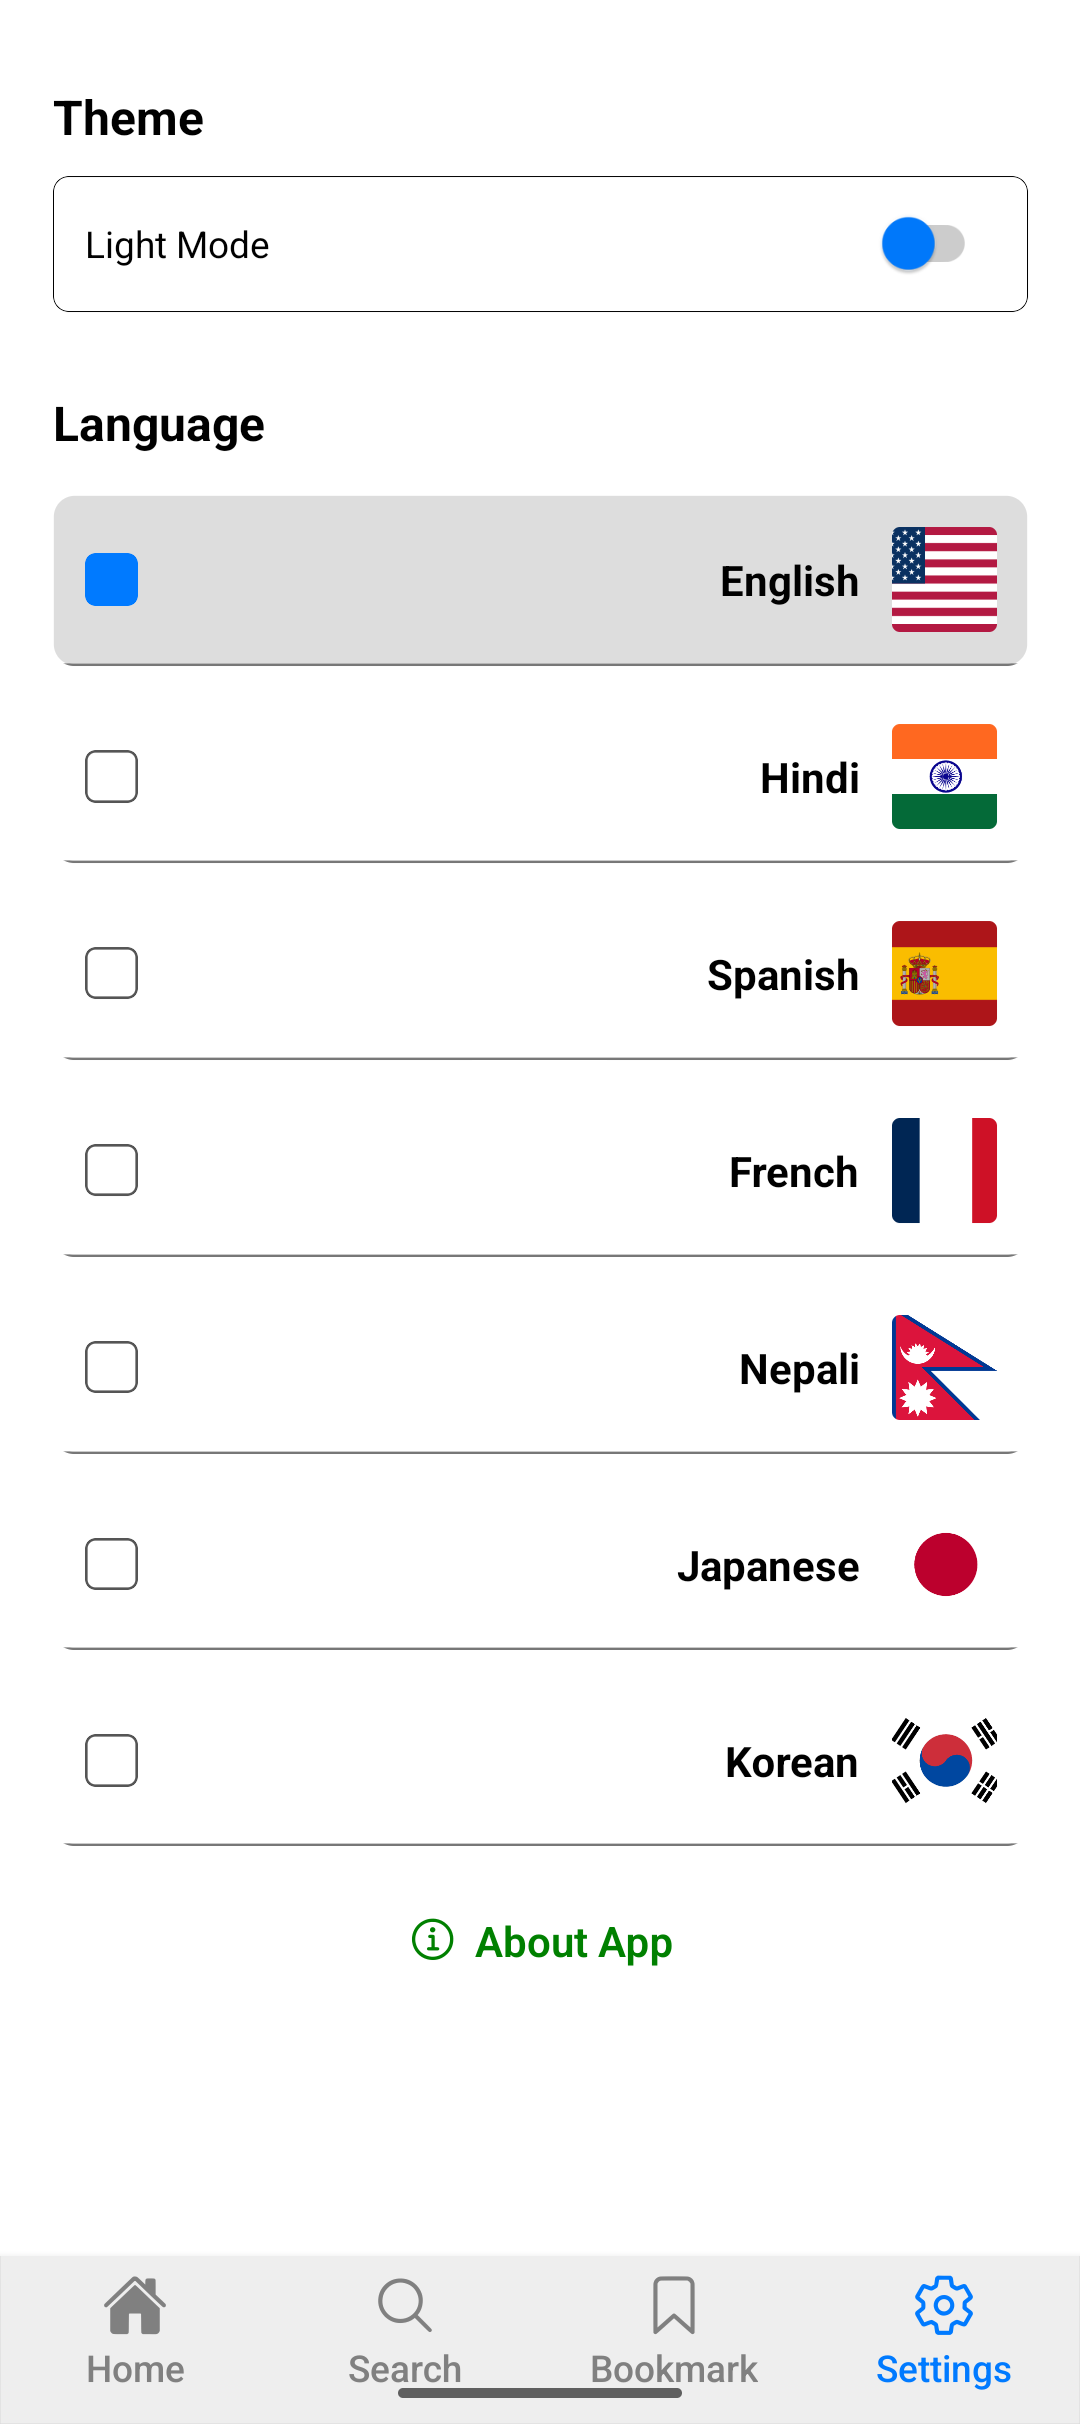 Theme
Light Mode
Language
English
Hindi
Spanish
French
Nepali
Japanese
Korean
About App
Home
Search
Bookmark
Settings